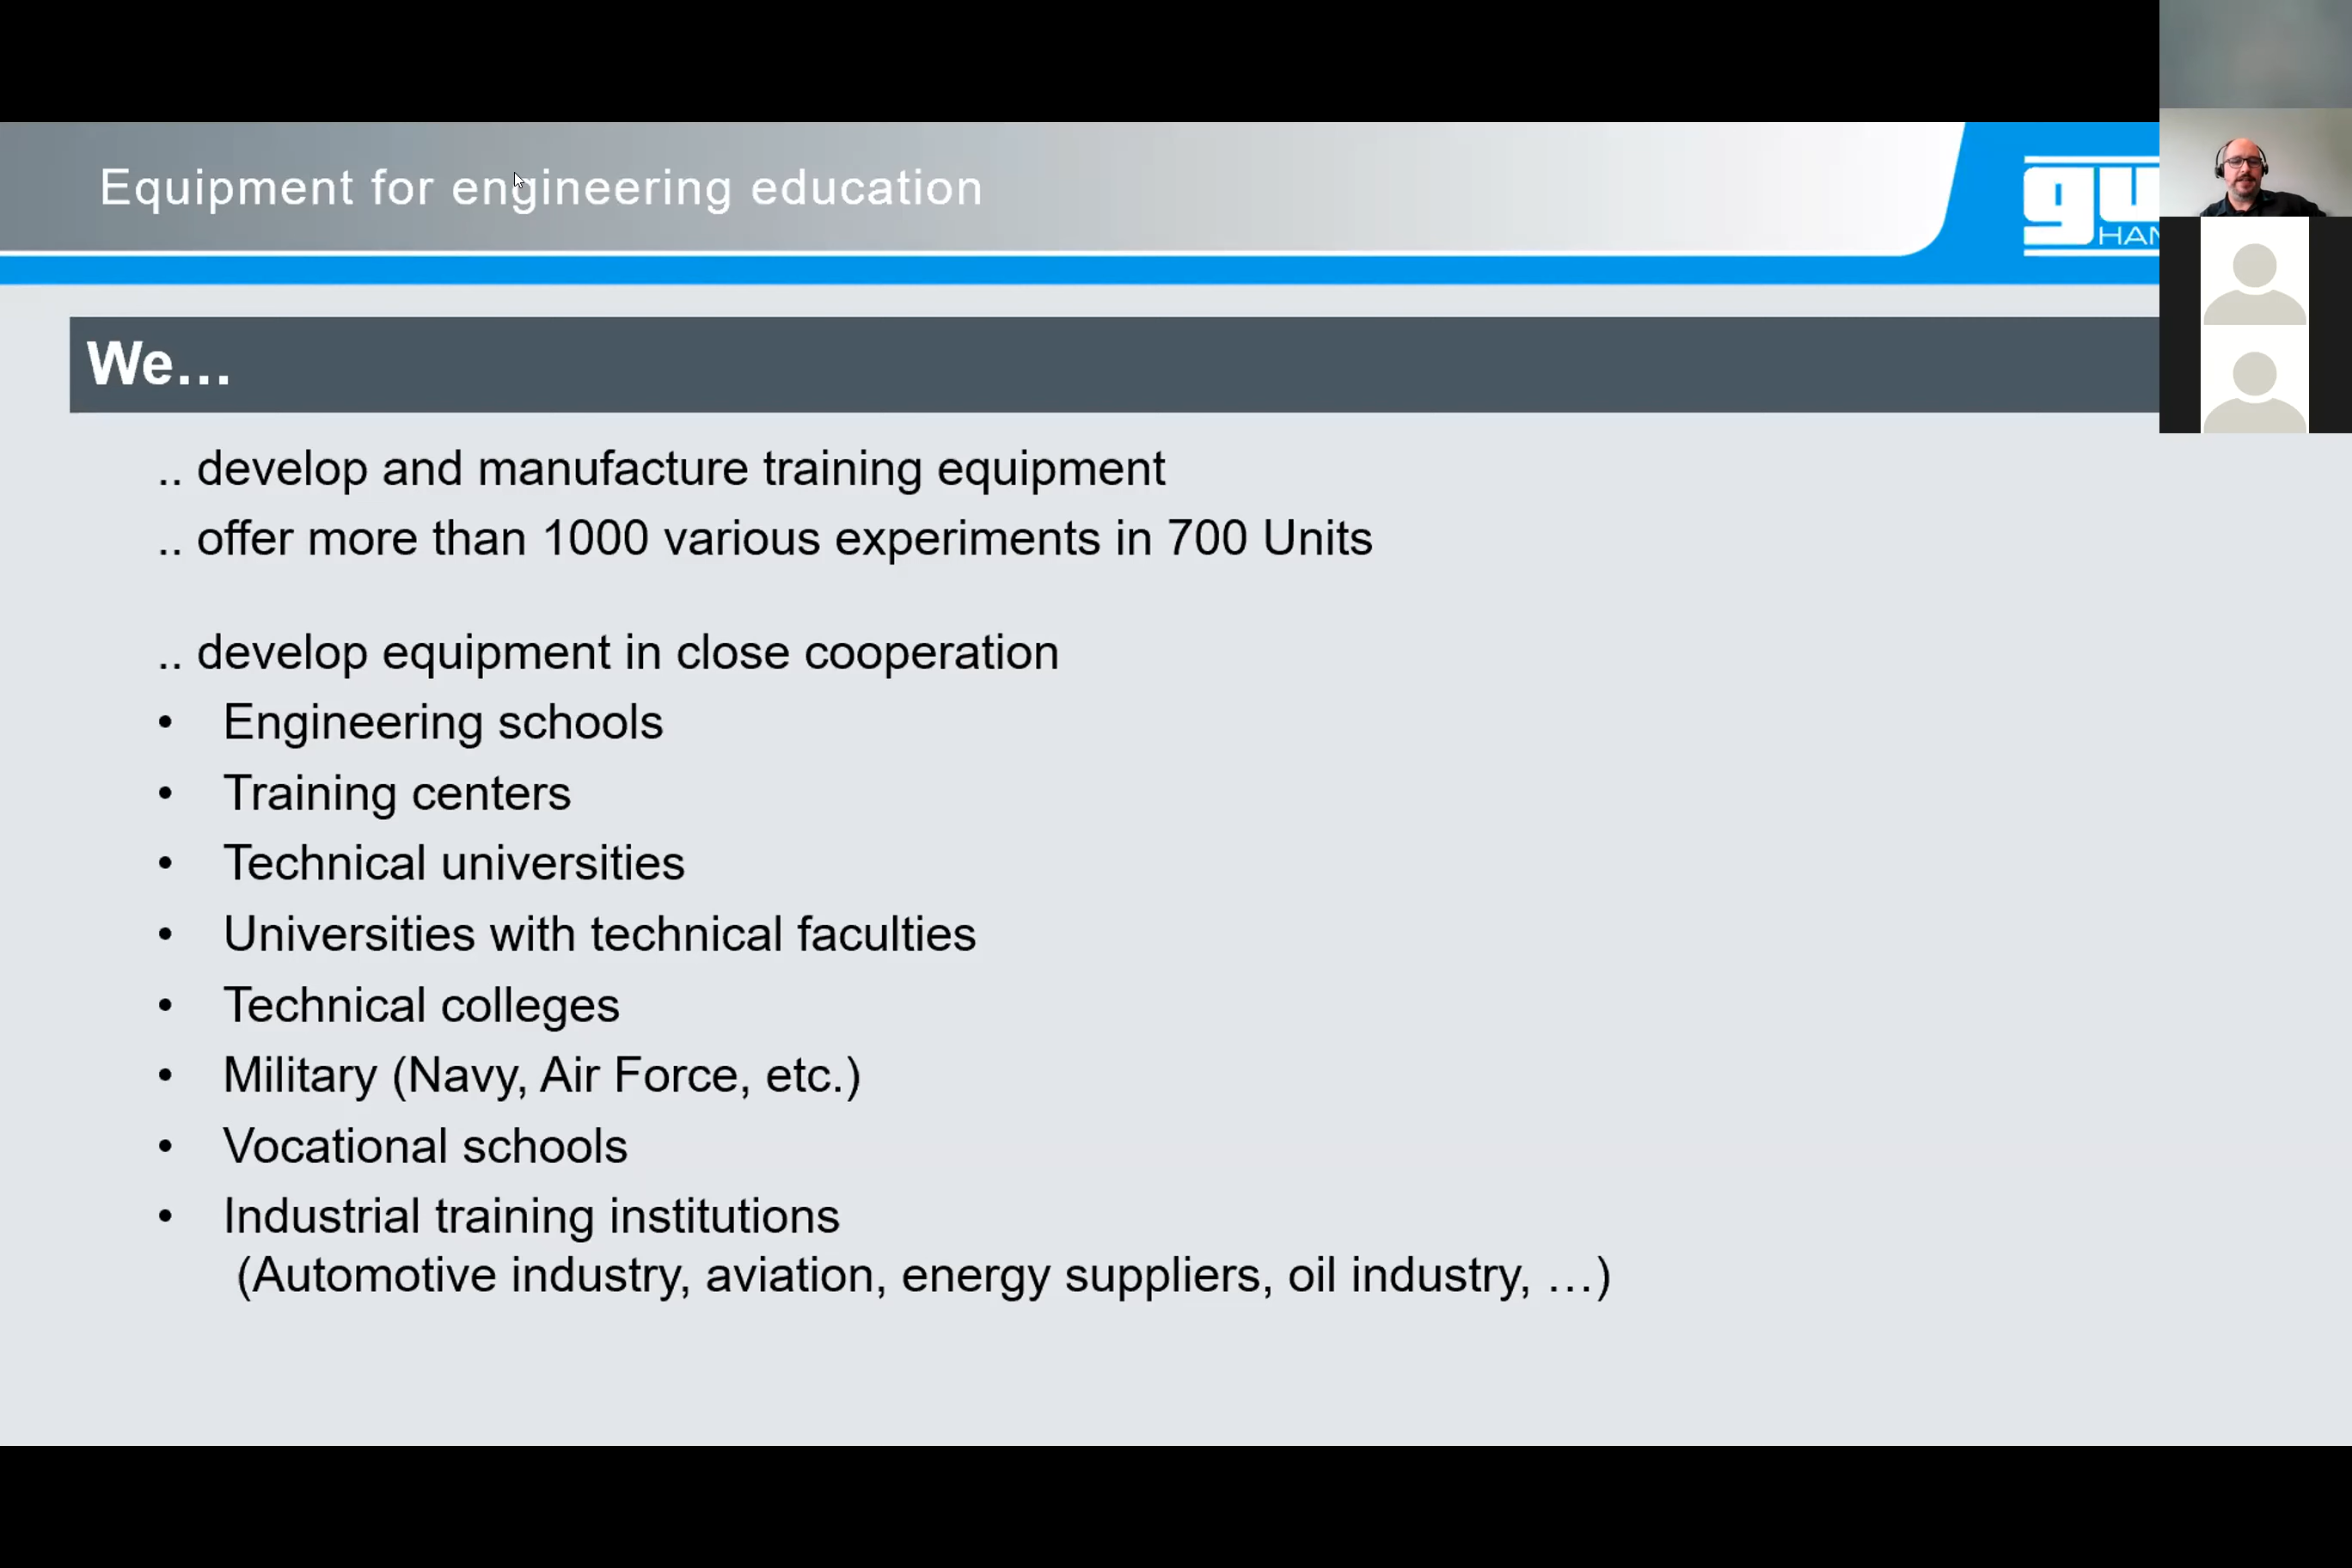 Equipment for engineering education
gu
HAN
We…
.. develop and manufacture training equipment
.. offer more than 1000 various experiments in 700 Units
.. develop equipment in close cooperation
• Engineering schools
• Training centers
• Technical universities
• Universities with technical faculties
• Technical colleges
• Military (Navy, Air Force, etc.)
• Vocational schools
• Industrial training institutions
(Automotive industry, aviation, energy suppliers, oil industry, …)